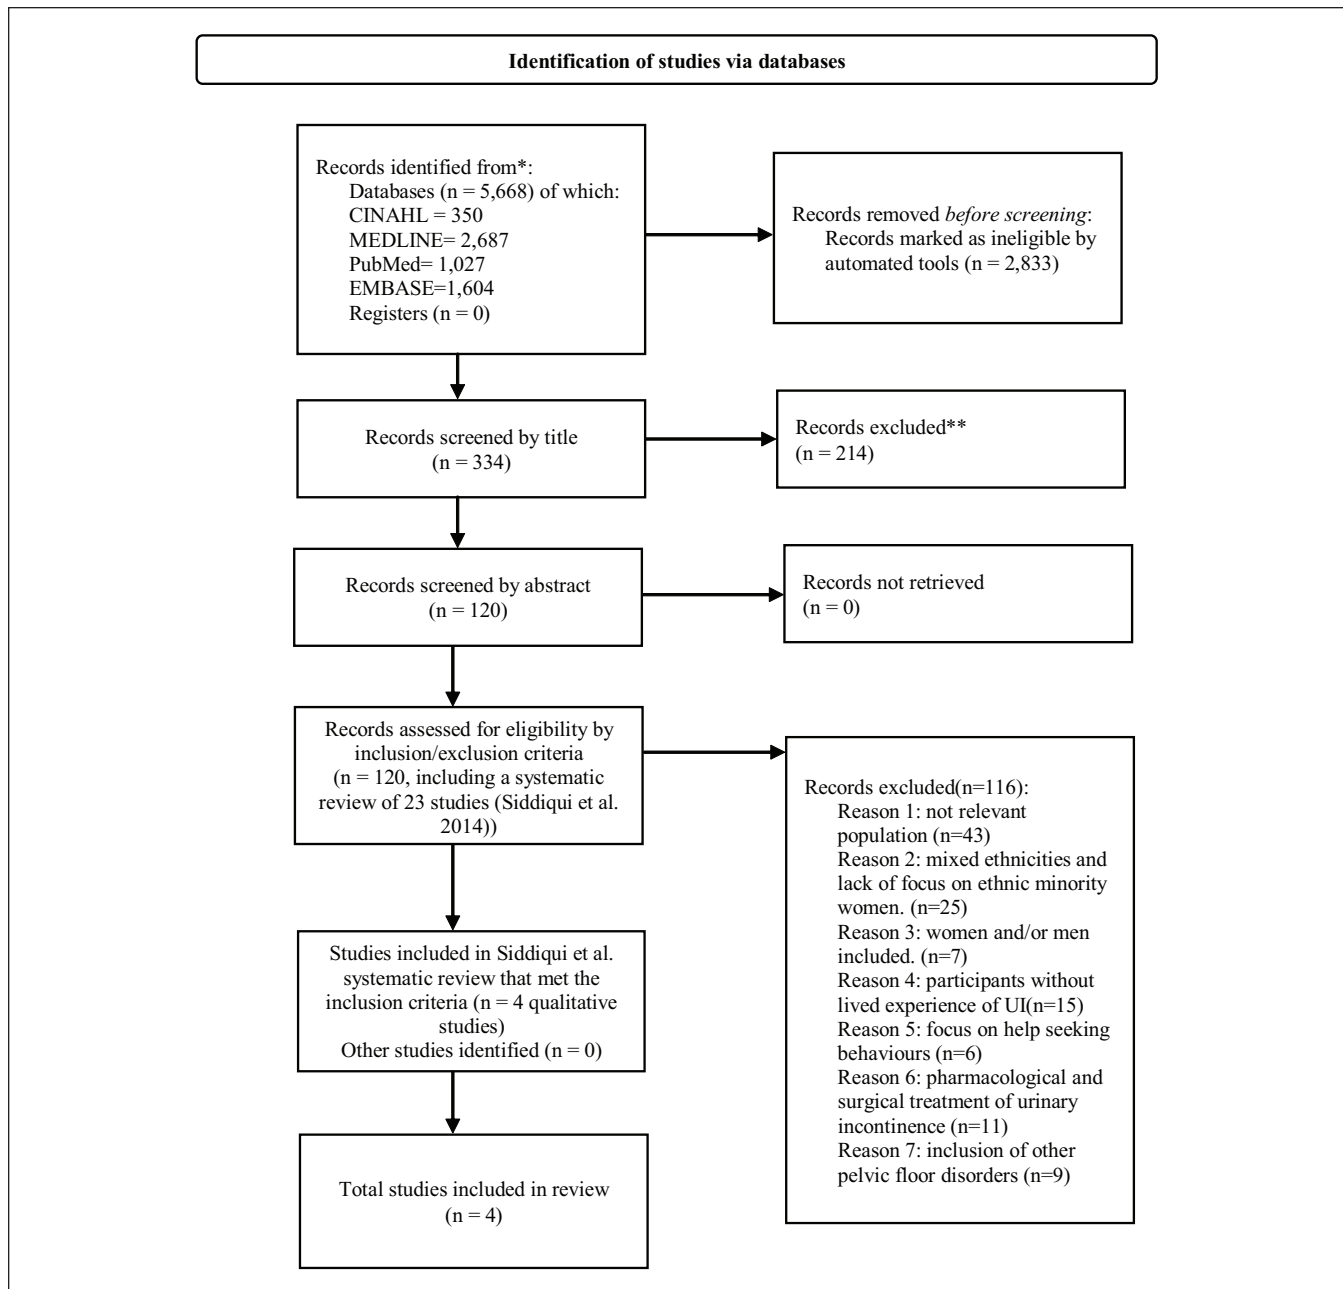 Identification of studies via databases
Records identified from*:
Databases (n = 5,668) of which:
CINAHL = 350
MEDLINE= 2,687
PubMed= 1,027
EMBASE=1,604
Registers (n = 0)
Records removed before screening:
Records marked as ineligible by
automated tools (n = 2,833)
Records screened by title
(n = 334)
Records excluded**
(n = 214)
Records screened by abstract
(n = 120)
Records not retrieved
(n = 0)
Records assessed for eligibility by
inclusion/exclusion criteria
(n = 120, including a systematic
review of 23 studies (Siddiqui et al.
2014))
Records excluded(n=116):
Reason 1: not relevant
population (n=43)
Reason 2: mixed ethnicities and
lack of focus on ethnic minority
women. (n=25)
Reason 3: women and/or men
included. (n=7)
Reason 4: participants without
lived experience of UI(n=15)
Reason 5: focus on help seeking
behaviours (n=6)
Reason 6: pharmacological and
surgical treatment of urinary
incontinence (n=11)
Reason 7: inclusion of other
pelvic floor disorders (n=9)
Studies included in Siddiqui et al.
systematic review that met the
inclusion criteria (n = 4 qualitative
studies)
Other studies identified (n = 0)
Total studies included in review
(n = 4)